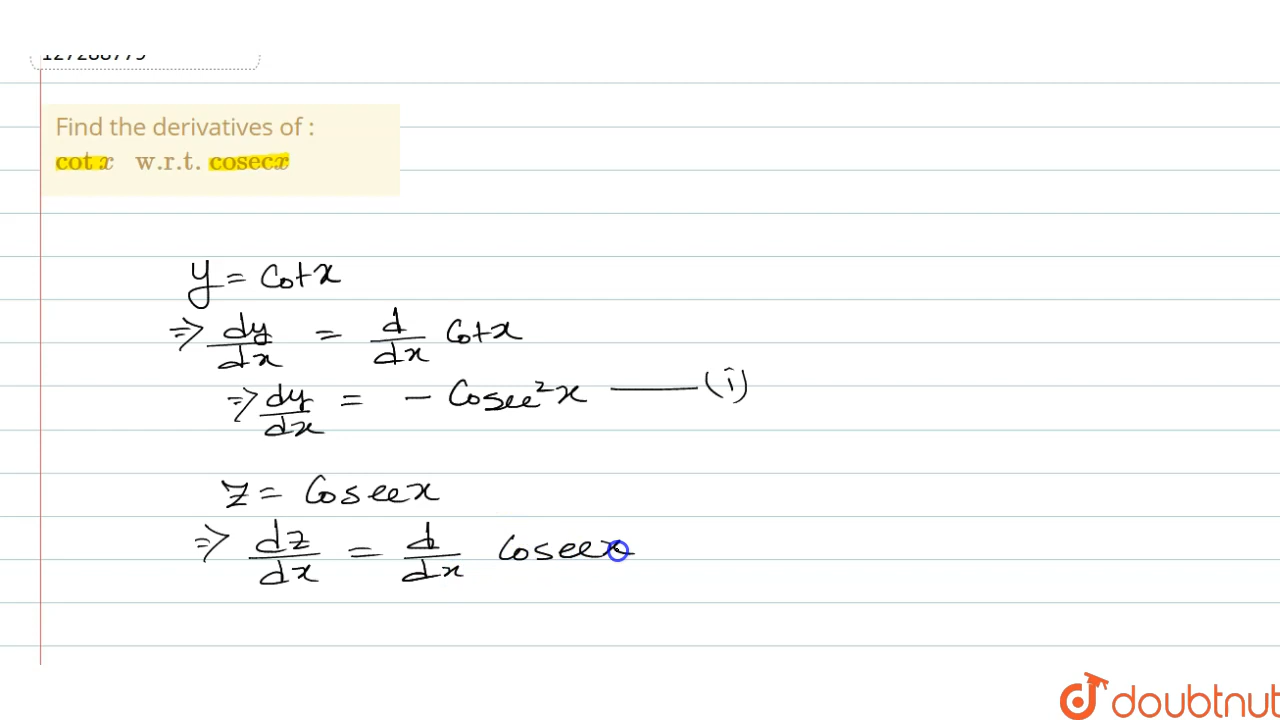 127288779
Find the derivatives of :
cot x w.r.t. cosec x
y = cot x
⇒ dy/dx = d/dx cot x
⇒ dy/dx = - cosec²x —— (i)
z = cosec x
⇒ dz/dx = d/dx cosec x
doubtnut